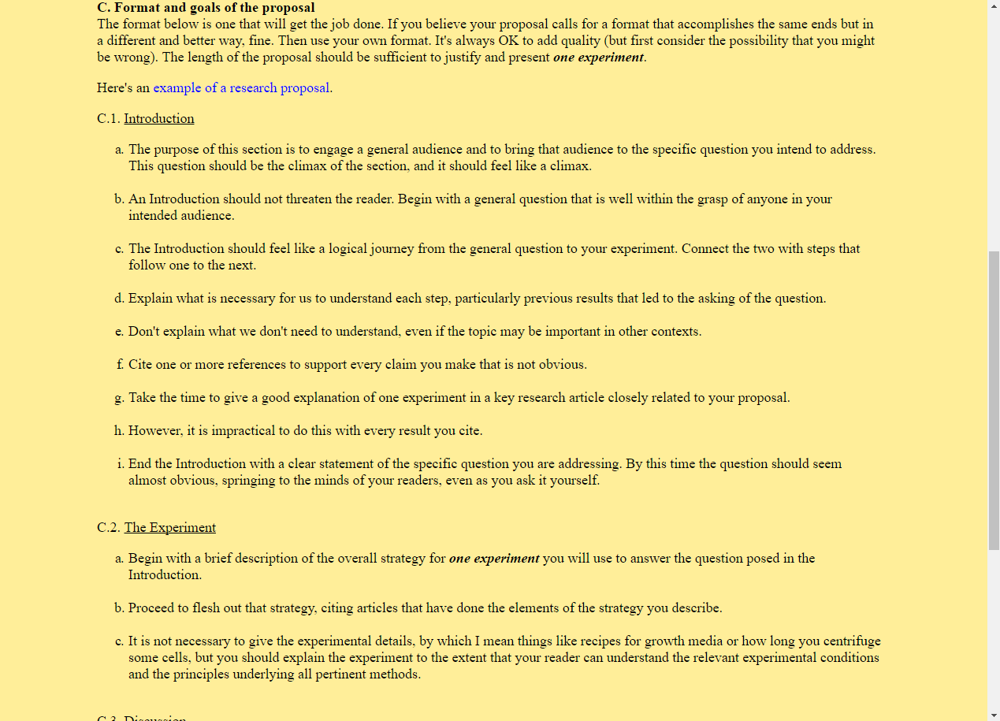 C. Format and goals of the proposal
The format below is one that will get the job done. If you believe your proposal calls for a format that accomplishes the same ends but in
a different and better way, fine. Then use your own format. It's always OK to add quality (but first consider the possibility that you might
be wrong). The length of the proposal should be sufficient to justify and present one experiment.
Here's an example of a research proposal.
C.1. Introduction
a. The purpose of this section is to engage a general audience and to bring that audience to the specific question you intend to address.
This question should be the climax of the section, and it should feel like a climax.
b. An Introduction should not threaten the reader. Begin with a general question that is well within the grasp of anyone in your
intended audience.
c. The Introduction should feel like a logical journey from the general question to your experiment. Connect the two with steps that
follow one to the next.
d. Explain what is necessary for us to understand each step, particularly previous results that led to the asking of the question.
e. Don't explain what we don't need to understand, even if the topic may be important in other contexts.
f. Cite one or more references to support every claim you make that is not obvious.
g. Take the time to give a good explanation of one experiment in a key research article closely related to your proposal.
h. However, it is impractical to do this with every result you cite.
i. End the Introduction with a clear statement of the specific question you are addressing. By this time the question should seem
almost obvious, springing to the minds of your readers, even as you ask it yourself.
C.2. The Experiment
a. Begin with a brief description of the overall strategy for one experiment you will use to answer the question posed in the
Introduction.
b. Proceed to flesh out that strategy, citing articles that have done the elements of the strategy you describe.
c. It is not necessary to give the experimental details, by which I mean things like recipes for growth media or how long you centrifuge
some cells, but you should explain the experiment to the extent that your reader can understand the relevant experimental conditions
and the principles underlying all pertinent methods.
C.3. Discussion